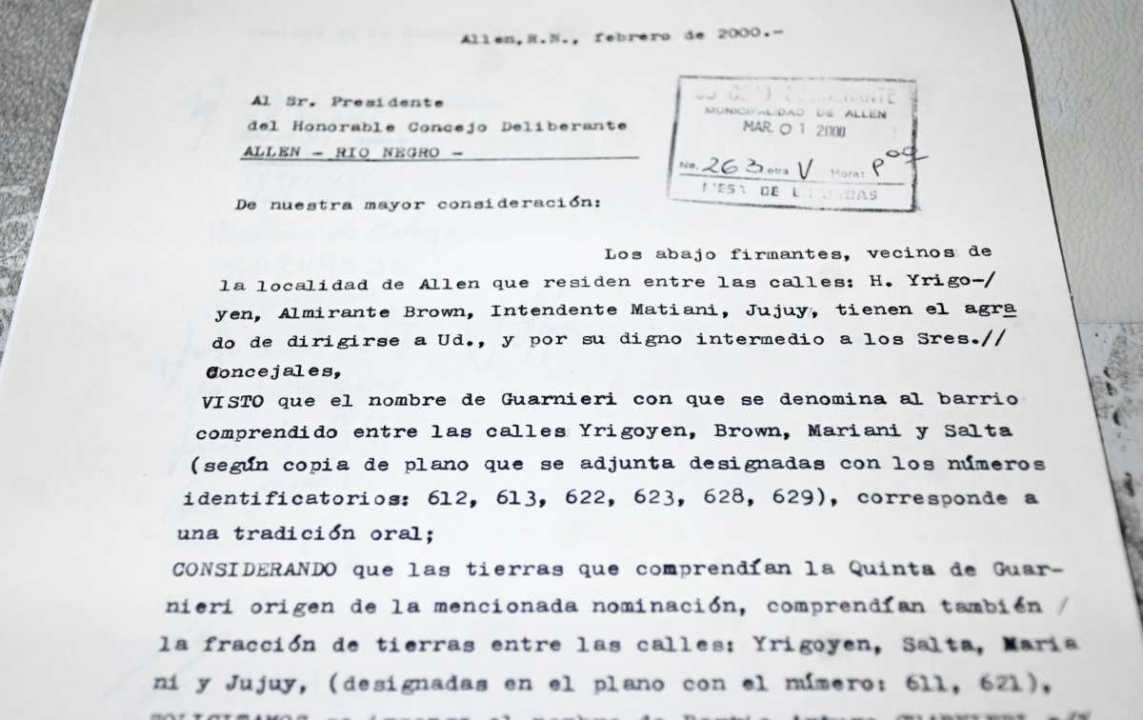 Allen,R.N., febrero de 2000.-
Al Sr. Presidente
del Honorable Concejo Deliberante
ALLEN - RIO NEGRO -
MUNICIPALIDAD DE ALLEN
MAR. 01 2000
No. 263 Letra V Hora: 9 09
MESA DE ENTRADAS
De nuestra mayor consideración:
Los abajo firmantes, vecinos de
la localidad de Allen que residen entre las calles: H. Yrigo-/
yen, Almirante Brown, Intendente Matiani, Jujuy, tienen el agra
do de dirigirse a Ud., y por su digno intermedio a los Sres.//
Concejales,
VISTO que el nombre de Guarnieri con que se denomina al barrio
comprendido entre las calles Yrigoyen, Brown, Mariani y Salta
(según copia de plano que se adjunta designadas con los números
identificatorios: 612, 613, 622, 623, 628, 629), corresponde a
una tradición oral;
CONSIDERANDO que las tierras que comprendían la Quinta de Guar-
nieri origen de la mencionada nominación, comprendían también /
la fracción de tierras entre las calles: Yrigoyen, Salta, Maria
ni y Jujuy, (designadas en el plano con el número: 611, 621),